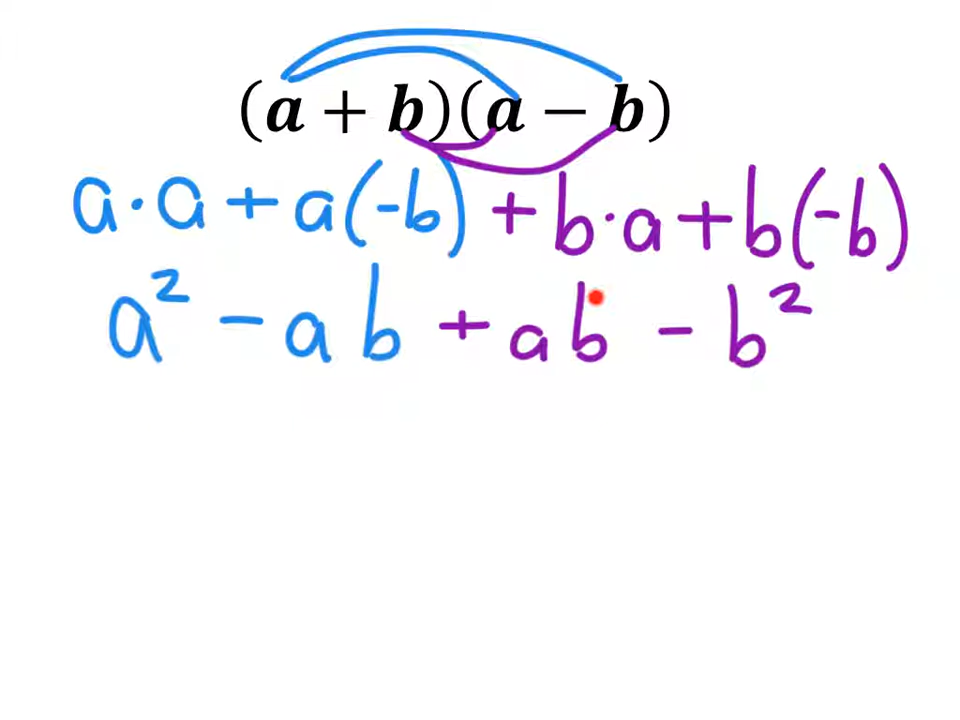 (a + b)(a − b)
a·a + a(-b) + b·a + b(-b)
a² - ab + ab - b²